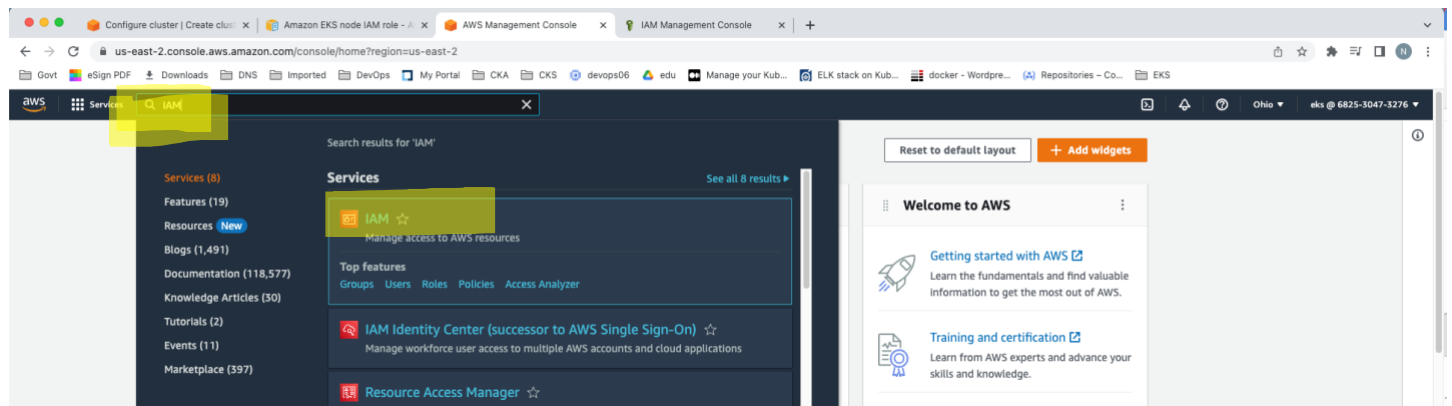 Configure cluster | Create clust
Amazon EKS node IAM role - A
AWS Management Console
IAM Management Console
us-east-2.console.aws.amazon.com/console/home?region=us-east-2
N
Govt
eSign PDF
Downloads
DNS
Imported
DevOps
My Portal
CKA
CKS
devops06
edu
Manage your Kub...
ELK stack on Kub...
docker - Wordpre...
Repositories – Co...
EKS
aws
Services
IAM
Ohio
eks @ 6825-3047-3276
Search results for 'IAM'
Services (8)
Features (19)
Resources New
Blogs (1,491)
Documentation (118,577)
Knowledge Articles (30)
Tutorials (2)
Events (11)
Marketplace (397)
Services
See all 8 results
IAM
Manage access to AWS resources
Top features
Groups Users Roles Policies Access Analyzer
IAM Identity Center (successor to AWS Single Sign-On)
Manage workforce user access to multiple AWS accounts and cloud applications
Resource Access Manager
Reset to default layout
+ Add widgets
Welcome to AWS
Getting started with AWS
Learn the fundamentals and find valuable
information to get the most out of AWS.
Training and certification
Learn from AWS experts and advance your
skills and knowledge.